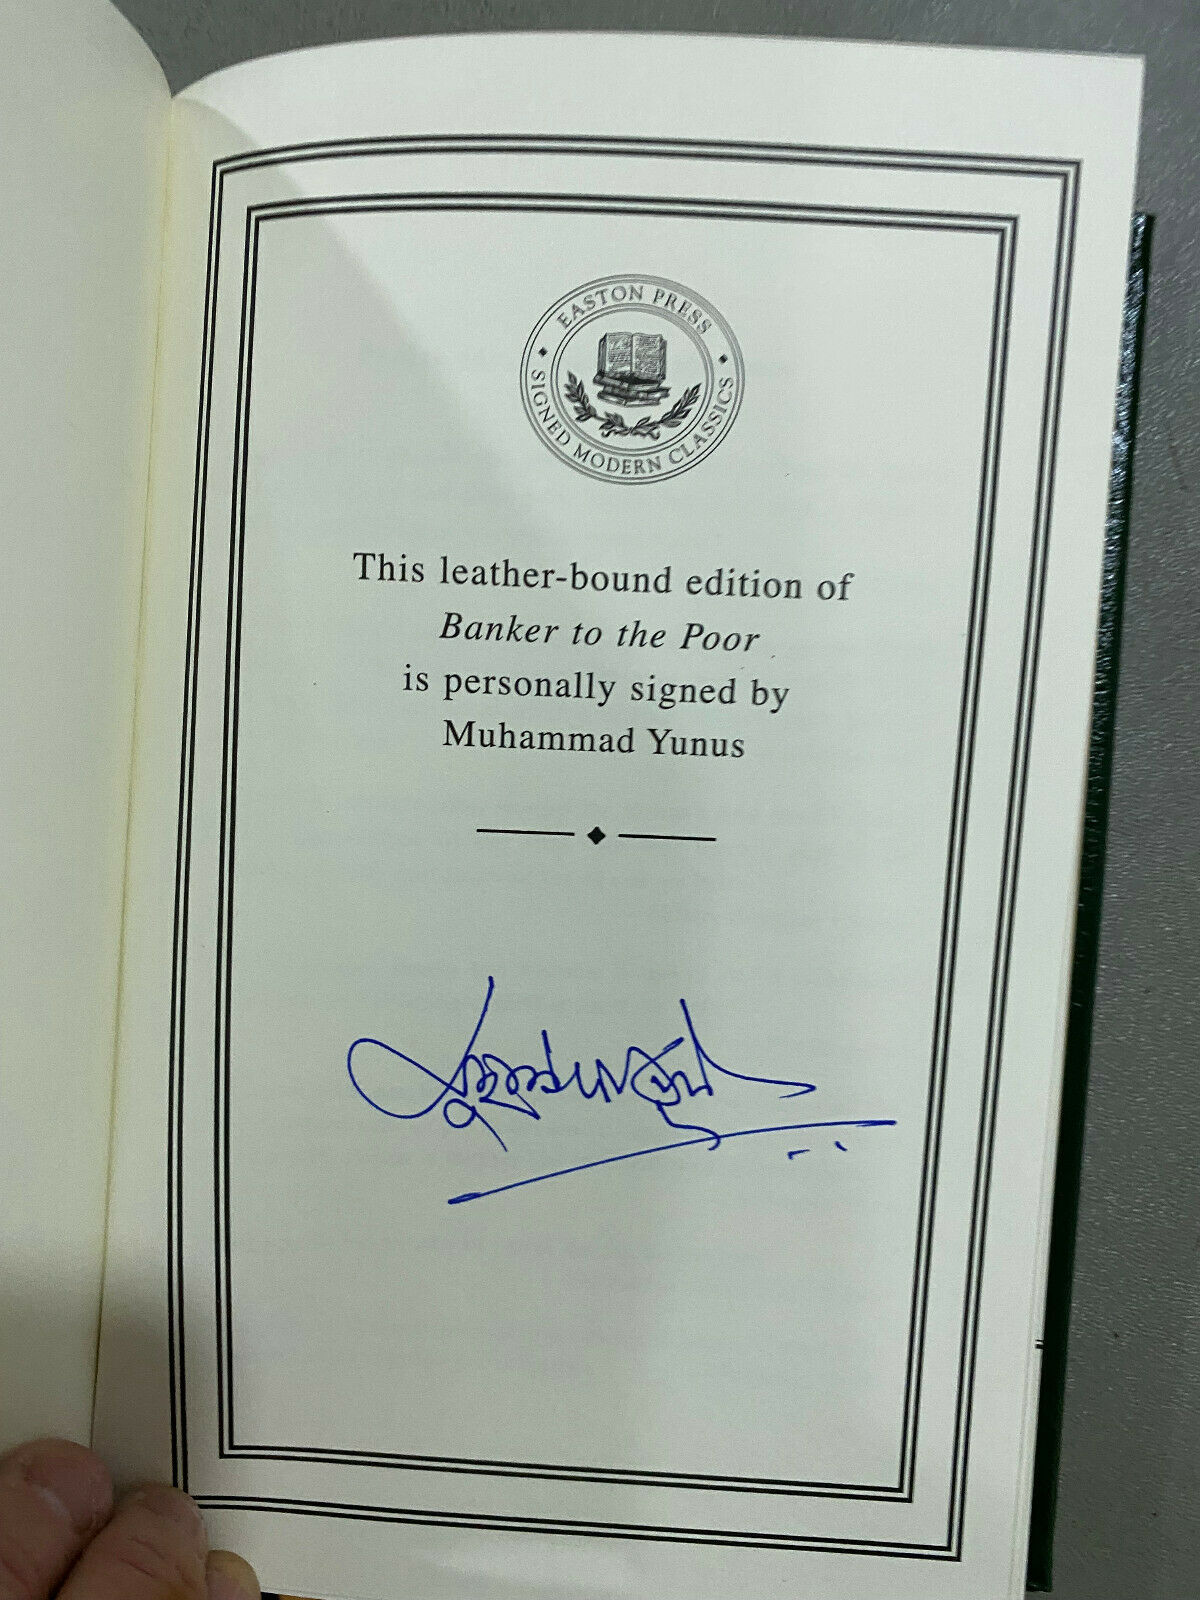 EASTON PRESS
SIGNED MODERN CLASSICS
This leather-bound edition of
Banker to the Poor
is personally signed by
Muhammad Yunus